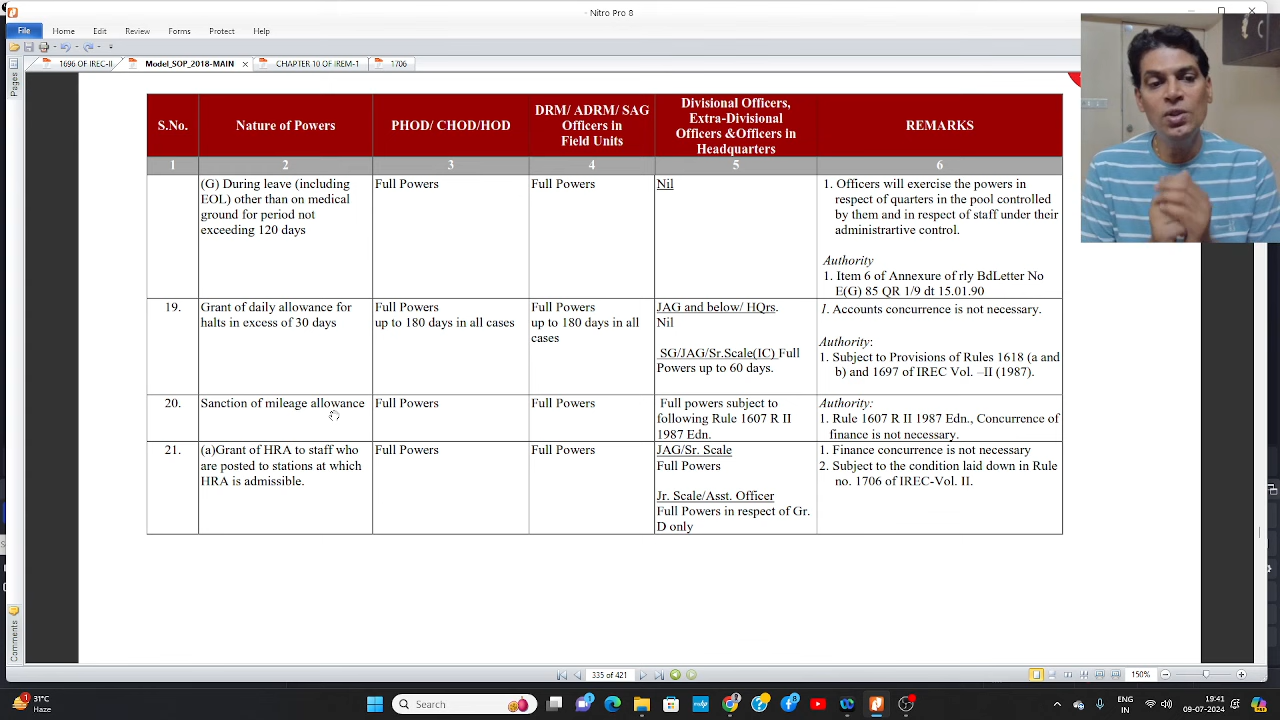 - Nitro Pro 8
File Home Edit Review Forms Protect Help
1696 OF IREC-II Model_SOP_2018-MAIN × CHAPTER 10 OF IREM-1 1706
Pages
S.No. Nature of Powers PHOD/ CHOD/HOD DRM/ ADRM/ SAG Officers in Field Units Divisional Officers, Extra-Divisional Officers &Officers in Headquarters REMARKS
1 2 3 4 5 6
(G) During leave (including
EOL) other than on medical
ground for period not
exceeding 120 days
Full Powers
Full Powers
Nil
1. Officers will exercise the powers in
respect of quarters in the pool controlled
by them and in respect of staff under their
administrartive control.
Authority
1. Item 6 of Annexure of rly BdLetter No
E(G) 85 QR 1/9 dt 15.01.90
19.
Grant of daily allowance for
halts in excess of 30 days
Full Powers
up to 180 days in all cases
Full Powers
up to 180 days in all
cases
JAG and below/ HQrs.
Nil
SG/JAG/Sr.Scale(IC) Full
Powers up to 60 days.
1. Accounts concurrence is not necessary.
Authority:
1. Subject to Provisions of Rules 1618 (a and
b) and 1697 of IREC Vol. –II (1987).
20.
Sanction of mileage allowance
Full Powers
Full Powers
Full powers subject to
following Rule 1607 R II
1987 Edn.
Authority:
1. Rule 1607 R II 1987 Edn., Concurrence of
finance is not necessary.
21.
(a)Grant of HRA to staff who
are posted to stations at which
HRA is admissible.
Full Powers
Full Powers
JAG/Sr. Scale
Full Powers
Jr. Scale/Asst. Officer
Full Powers in respect of Gr.
D only
1. Finance concurrence is not necessary
2. Subject to the condition laid down in Rule
no. 1706 of IREC-Vol. II.
Comments
335 of 421
150%
31°C
Haze
Search
ENG
IN
19:41
09-07-2024